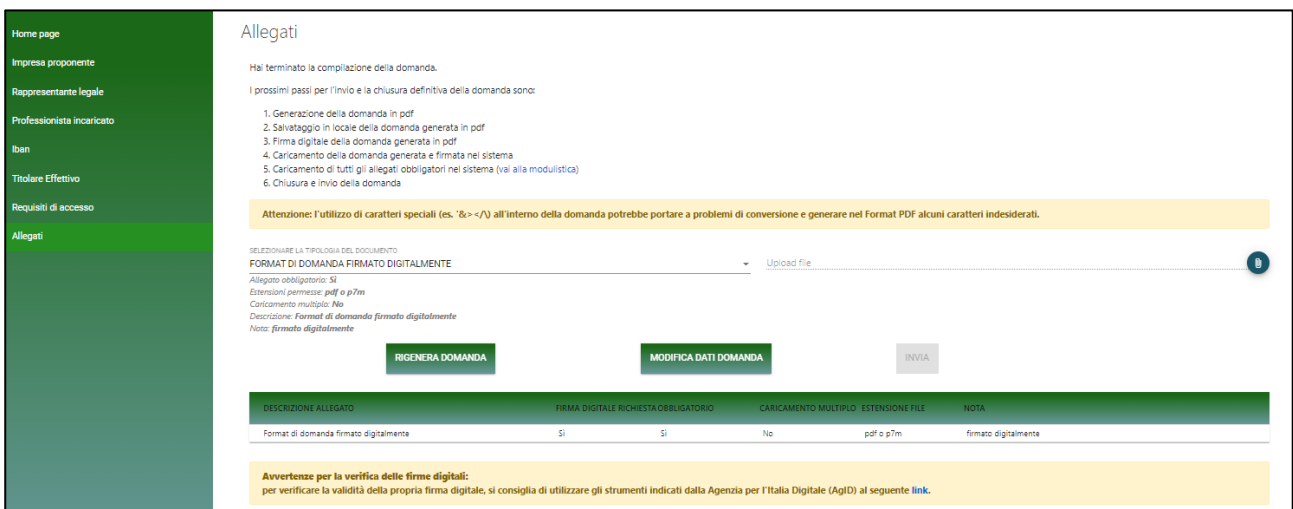 Home page
Impresa proponente
Rappresentante legale
Professionista incaricato
Iban
Titolare Effettivo
Requisiti di accesso
Allegati
Allegati
Hai terminato la compilazione della domanda.
I prossimi passi per l'invio e la chiusura definitiva della domanda sono:
1. Generazione della domanda in pdf
2. Salvataggio in locale della domanda generata in pdf
3. Firma digitale della domanda generata in pdf
4. Caricamento della domanda generata e firmata nel sistema
5. Caricamento di tutti gli allegati obbligatori nel sistema (vai alla modulistica)
6. Chiusura e invio della domanda
Attenzione: l'utilizzo di caratteri speciali (es. '&><​/\) all'interno della domanda potrebbe portare a problemi di conversione e generare nel Format PDF alcuni caratteri indesiderati.
SELEZIONARE LA TIPOLOGIA DEL DOCUMENTO
FORMAT DI DOMANDA FIRMATO DIGITALMENTE
Upload file
Allegato obbligatorio: Sì
Estensioni permesse: pdf o p7m
Caricamento multiplo: No
Descrizione: Format di domanda firmato digitalmente
Nota: firmato digitalmente
RIGENERA DOMANDA MODIFICA DATI DOMANDA INVIA
DESCRIZIONE ALLEGATO FIRMA DIGITALE RICHIESTA OBBLIGATORIO CARICAMENTO MULTIPLO ESTENSIONE FILE NOTA
Format di domanda firmato digitalmente Sì Sì No pdf o p7m firmato digitalmente
Avvertenze per la verifica delle firme digitali:
per verificare la validità della propria firma digitale, si consiglia di utilizzare gli strumenti indicati dalla Agenzia per l'Italia Digitale (AgID) al seguente link.